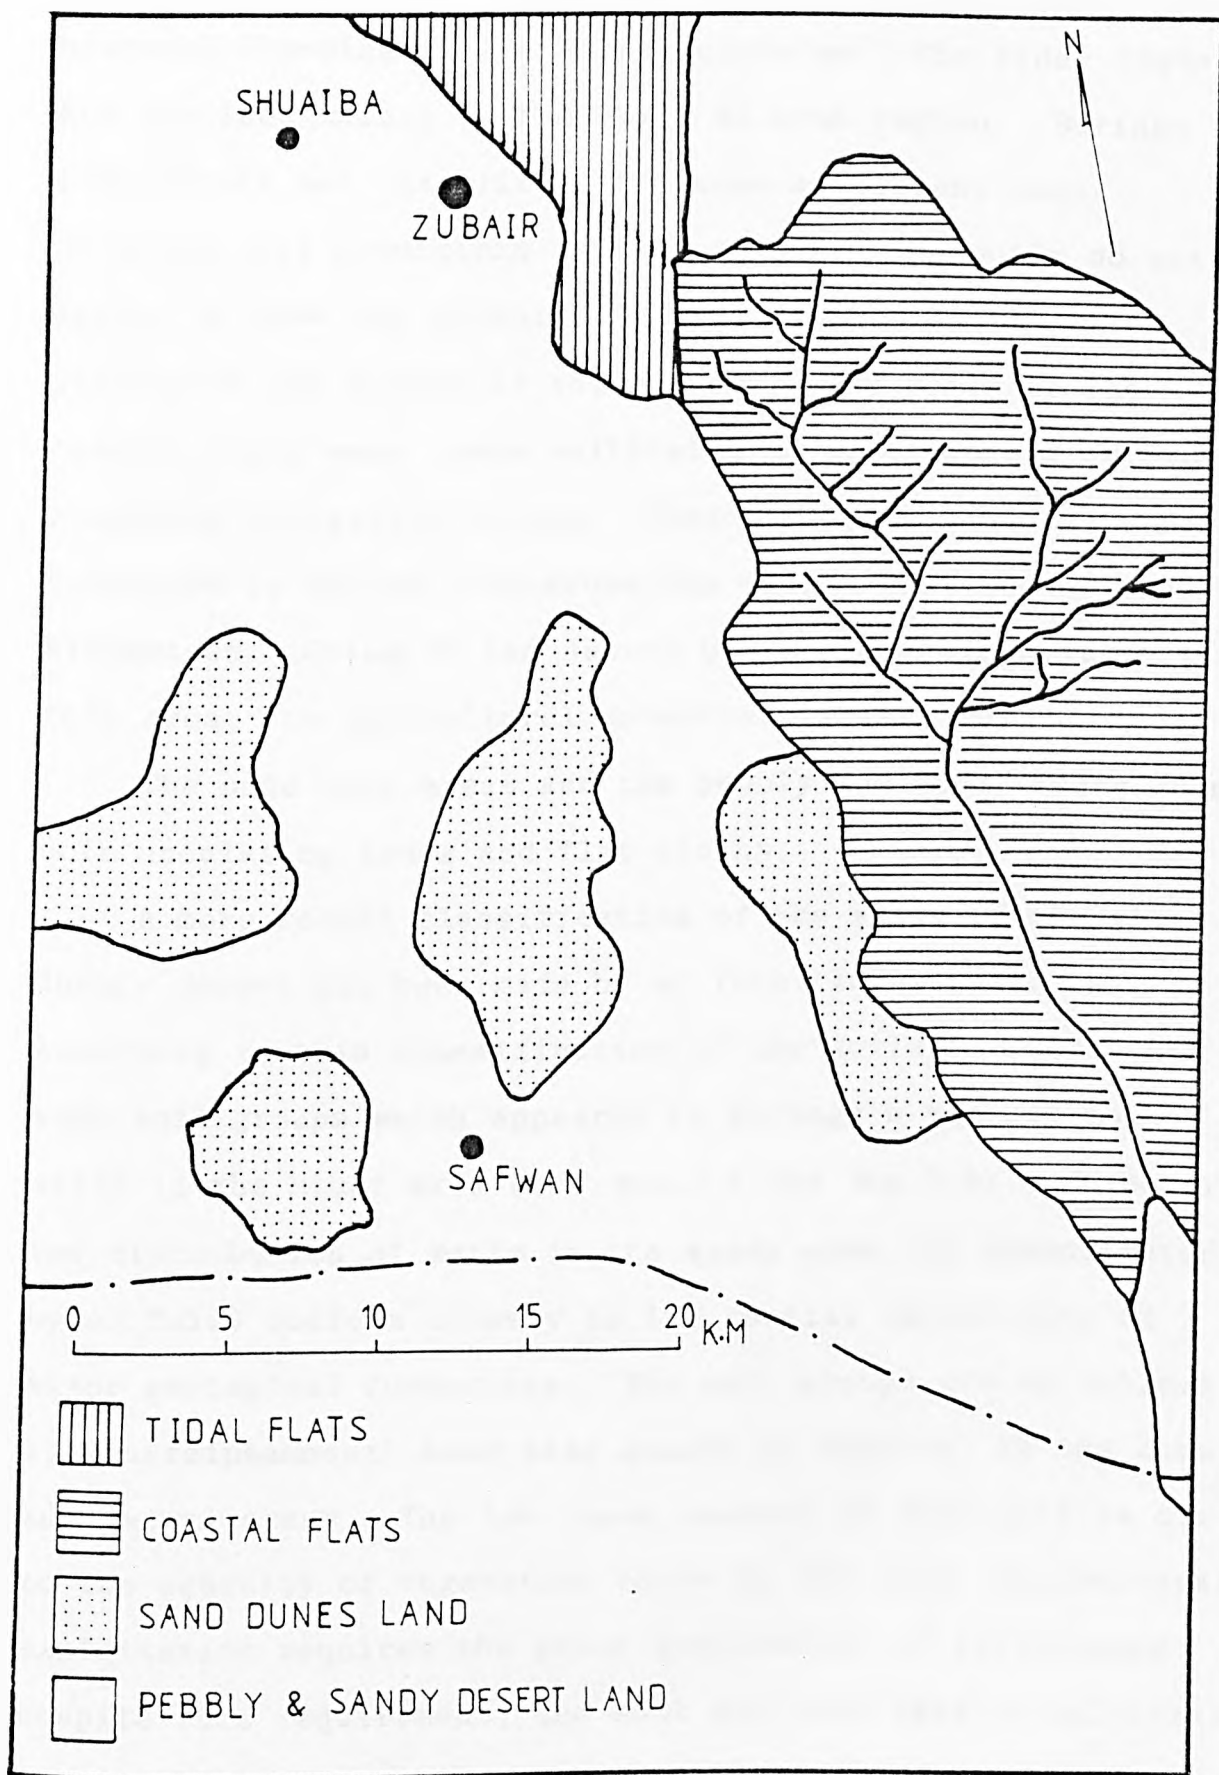 N
SHUAIBA
ZUBAIR
SAFWAN
0 5 10 15 20 K.M
TIDAL FLATS
COASTAL FLATS
SAND DUNES LAND
PEBBLY & SANDY DESERT LAND